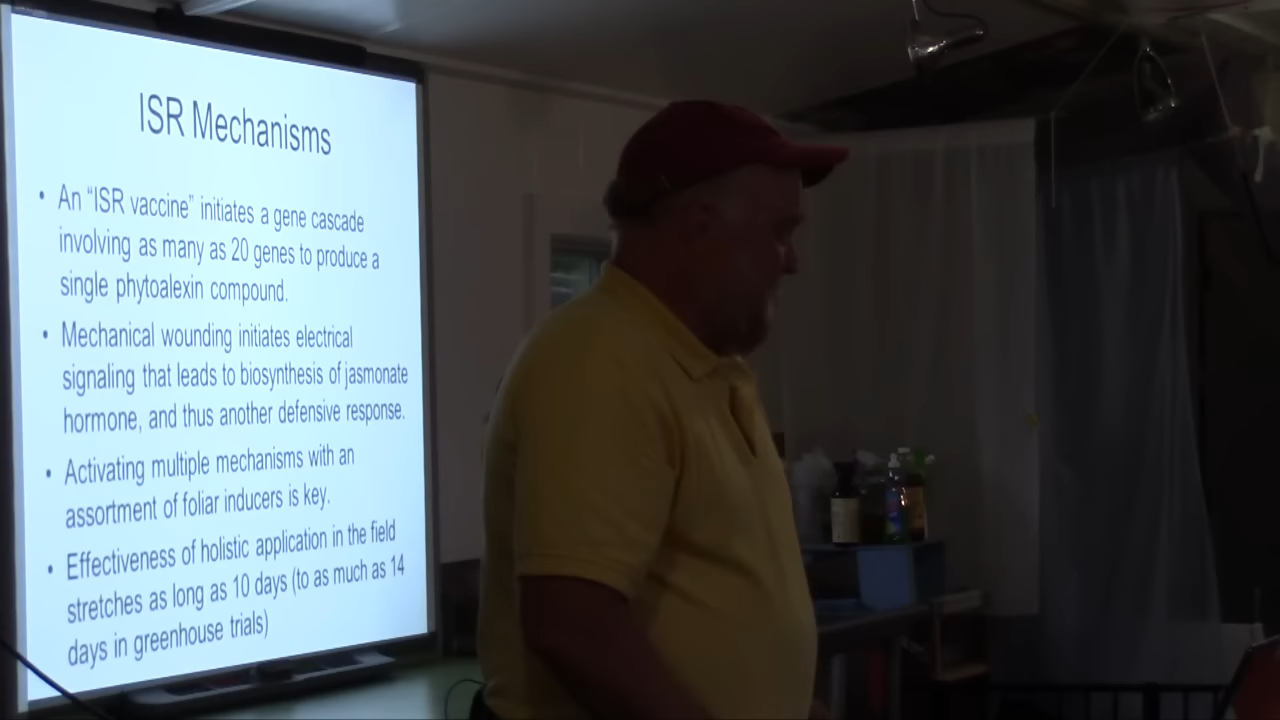 ISR Mechanisms
• An “ISR vaccine” initiates a gene cascade
involving as many as 20 genes to produce a
single phytoalexin compound.
• Mechanical wounding initiates electrical
signaling that leads to biosynthesis of jasmonate
hormone, and thus another defensive response.
• Activating multiple mechanisms with an
assortment of foliar inducers is key.
• Effectiveness of holistic application in the field
stretches as long as 10 days (to as much as 14
days in greenhouse trials)